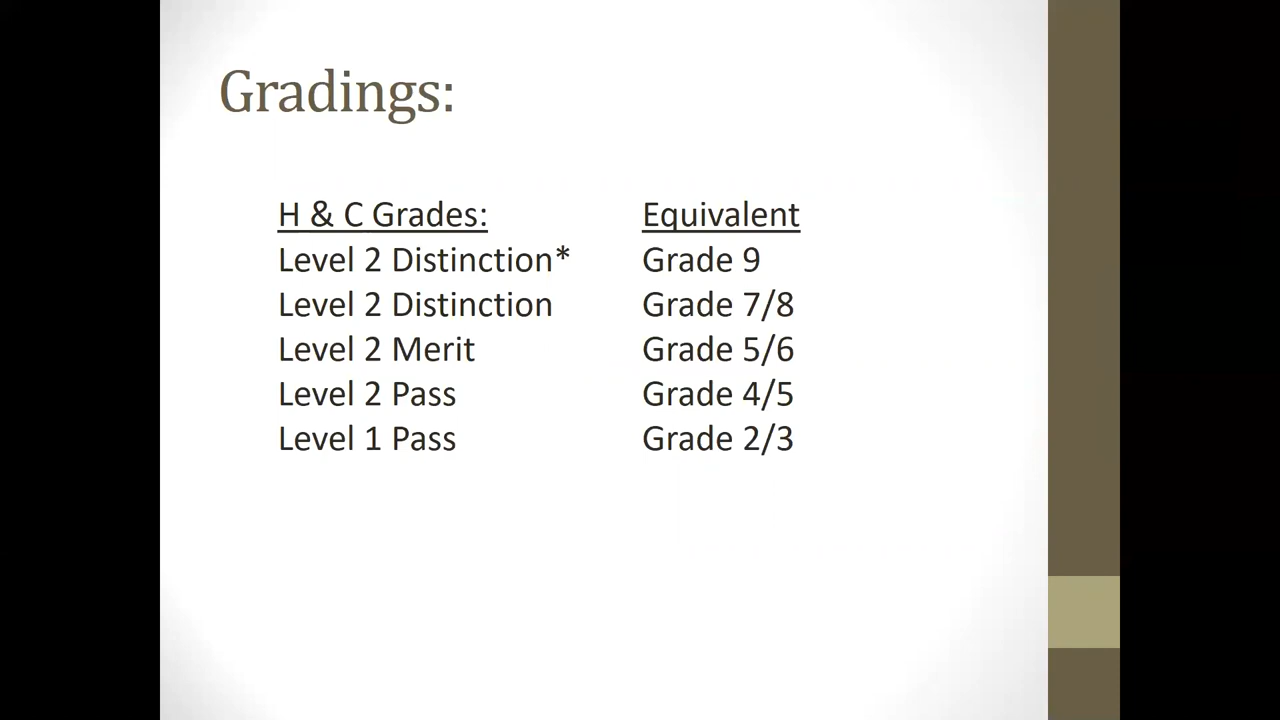 Gradings:
H & C Grades: Equivalent
Level 2 Distinction* Grade 9
Level 2 Distinction Grade 7/8
Level 2 Merit Grade 5/6
Level 2 Pass Grade 4/5
Level 1 Pass Grade 2/3